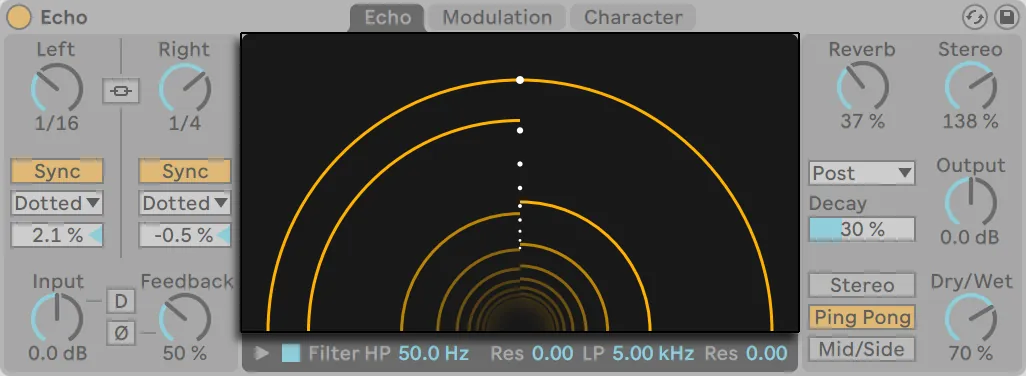 Echo
Echo Modulation Character
Left Right
1/16 1/4
Sync Sync
Dotted Dotted
2.1 % -0.5 %
Input D Feedback
Ø
0.0 dB 50 %
Filter HP 50.0 Hz Res 0.00 LP 5.00 kHz Res 0.00
Reverb Stereo
37 % 138 %
Post Output
Decay
30 % 0.0 dB
Stereo Dry/Wet
Ping Pong
Mid/Side 70 %